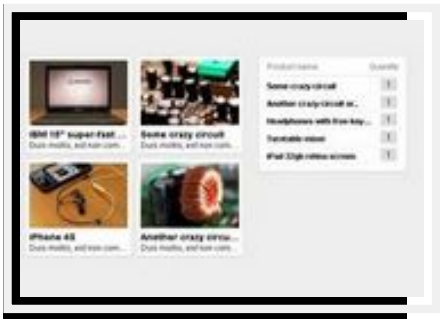 Product name Quantity
Some crazy circuit 1
Another crazy circuit or.. 1
Headphones with free key... 1
Turntable mixer 1
iPad 32gb retina screen 1
IBM 15" super-fast ...
Duis mollis, est non com...
Some crazy circuit
Duis mollis, est non com...
iPhone 4S
Duis mollis, est non com...
Another crazy circu...
Duis mollis, est non com...